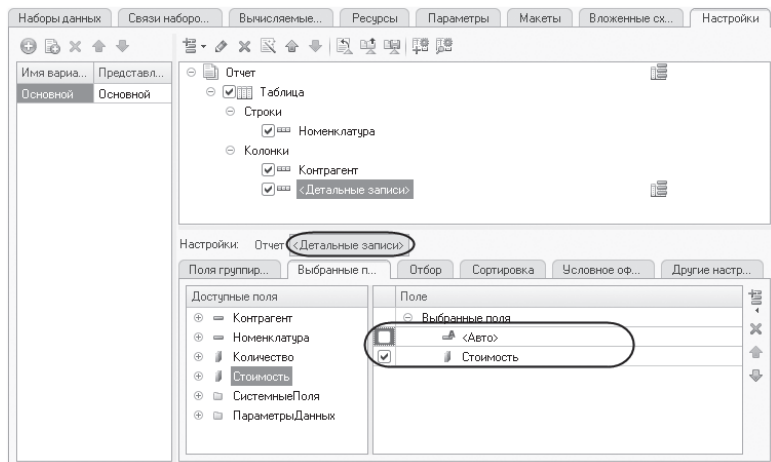 Наборы данных Связи наборо... Вычисляемые... Ресурсы Параметры Макеты Вложенные сх... Настройки
Имя вариа... Представл...
Основной Основной
Отчет
Таблица
Строки
Номенклатура
Колонки
Контрагент
<Детальные записи>
Настройки: Отчет <Детальные записи>
Поля группир... Выбранные п... Отбор Сортировка Условное оф... Другие настр...
Доступные поля Поле
Контрагент Выбранные поля
Номенклатура <Авто>
Количество Стоимость
Стоимость
СистемныеПоля
ПараметрыДанных